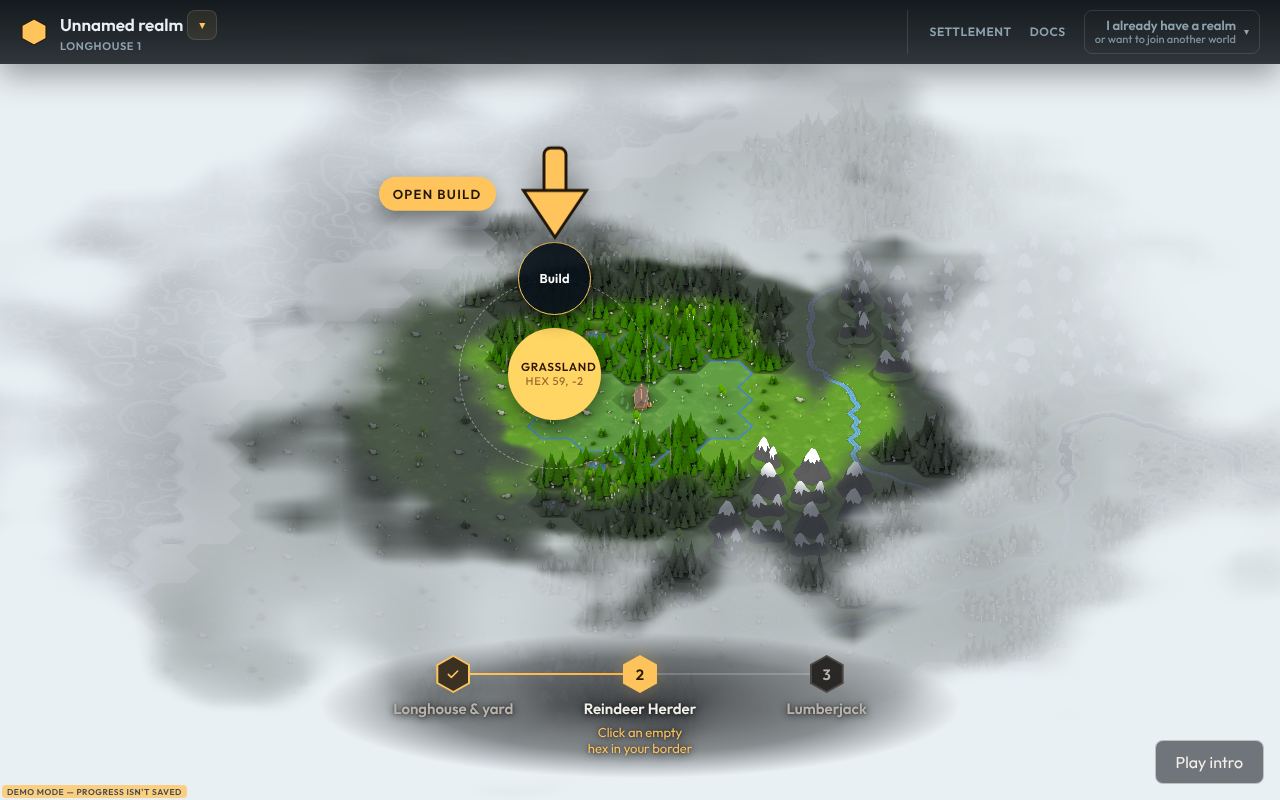 Unnamed realm
LONGHOUSE 1
SETTLEMENT
DOCS
I already have a realm
or want to join another world
OPEN BUILD
Build
GRASSLAND
HEX 59, -2
2
3
Longhouse & yard
Reindeer Herder
Lumberjack
Click an empty
hex in your border
Play intro
DEMO MODE — PROGRESS ISN'T SAVED